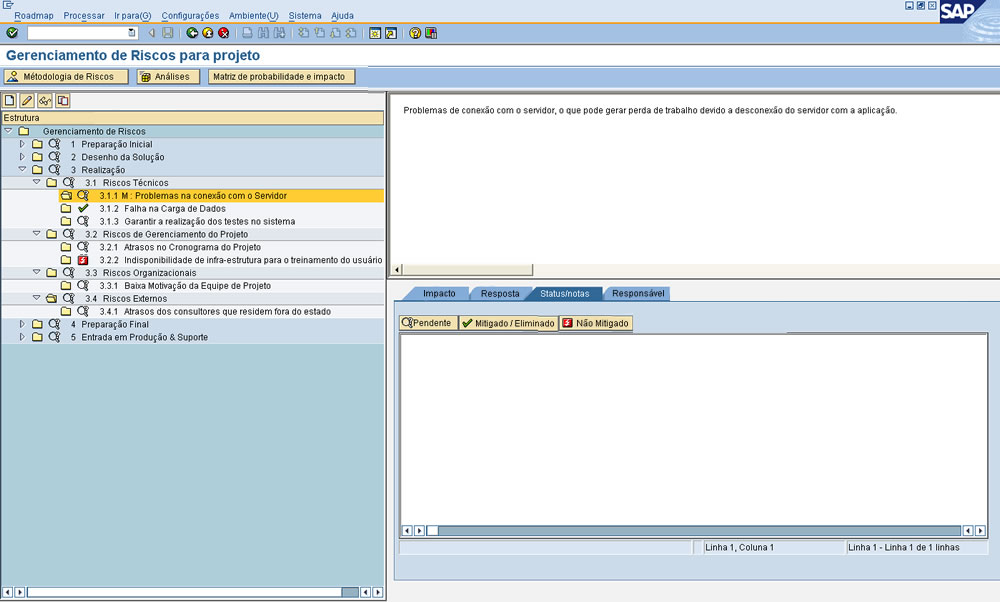 Roadmap Processar Ir para(G) Configurações Ambiente(U) Sistema Ajuda
SAP
Gerenciamento de Riscos para projeto
Métodologia de Riscos Análises Matriz de probabilidade e impacto
Estrutura
Gerenciamento de Riscos
1 Preparação Inicial
2 Desenho da Solução
3 Realização
3.1 Riscos Técnicos
3.1.1 M : Problemas na conexão com o Servidor
3.1.2 Falha na Carga de Dados
3.1.3 Garantir a realização dos testes no sistema
3.2 Riscos de Gerenciamento do Projeto
3.2.1 Atrasos no Cronograma do Projeto
3.2.2 Indisponibilidade de infra-estrutura para o treinamento do usuário
3.3 Riscos Organizacionais
3.3.1 Baixa Motivação da Equipe de Projeto
3.4 Riscos Externos
3.4.1 Atrasos dos consultores que residem fora do estado
4 Preparação Final
5 Entrada em Produção & Suporte
Problemas de conexão com o servidor, o que pode gerar perda de trabalho devido a desconexão do servidor com a aplicação.
Impacto Resposta Status/notas Responsável
Pendente Mitigado / Eliminado Não Mitigado
Linha 1, Coluna 1 Linha 1 - Linha 1 de 1 linhas